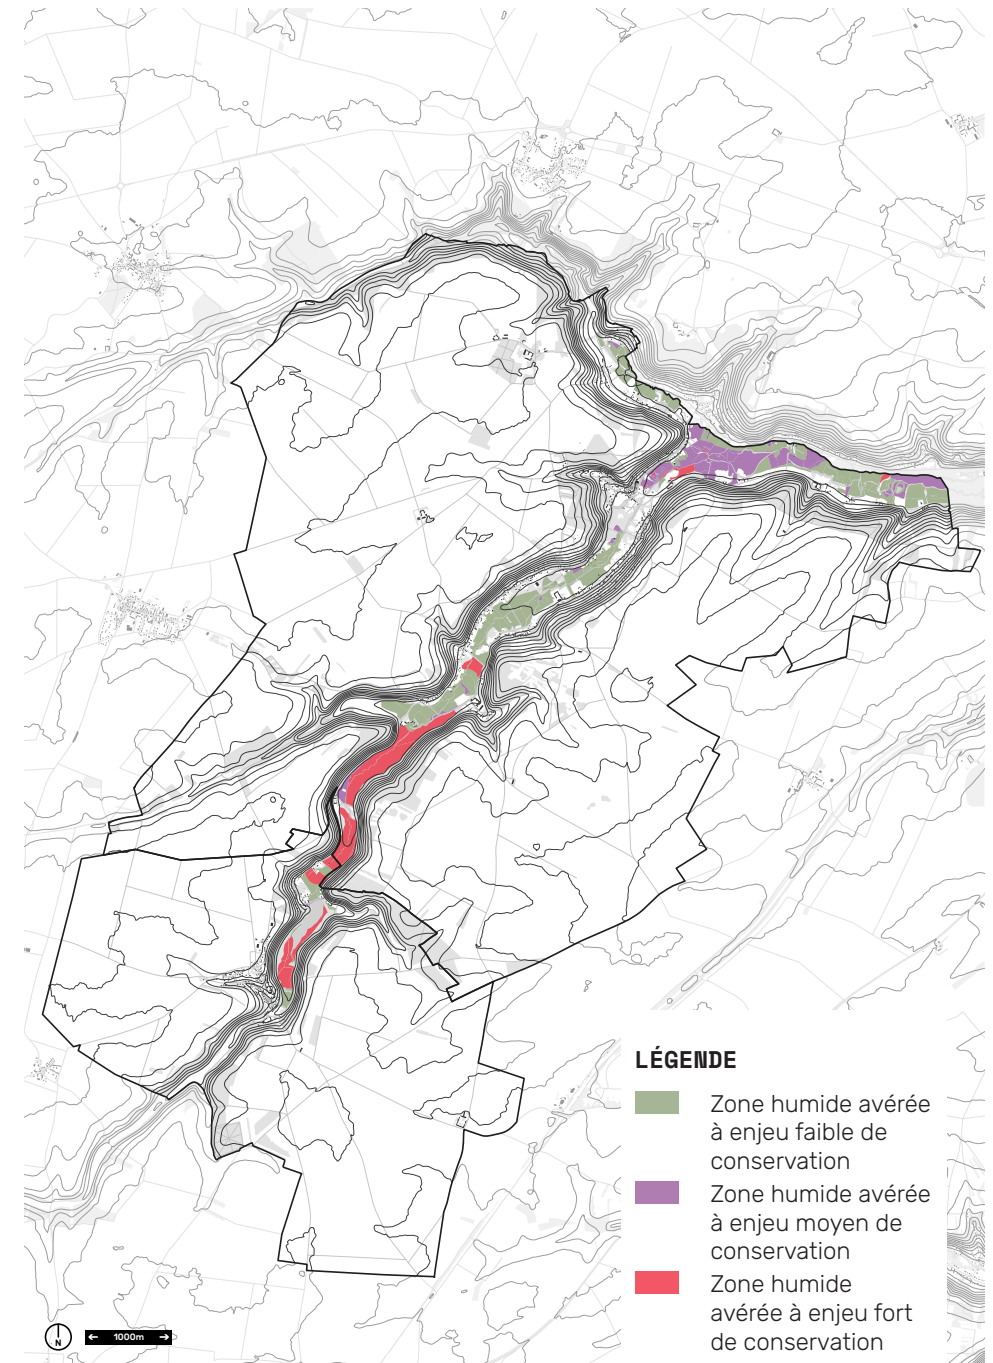 LÉGENDE
Zone humide avérée
à enjeu faible de
conservation
Zone humide avérée
à enjeu moyen de
conservation
Zone humide
avérée à enjeu fort
de conservation
N
1000m